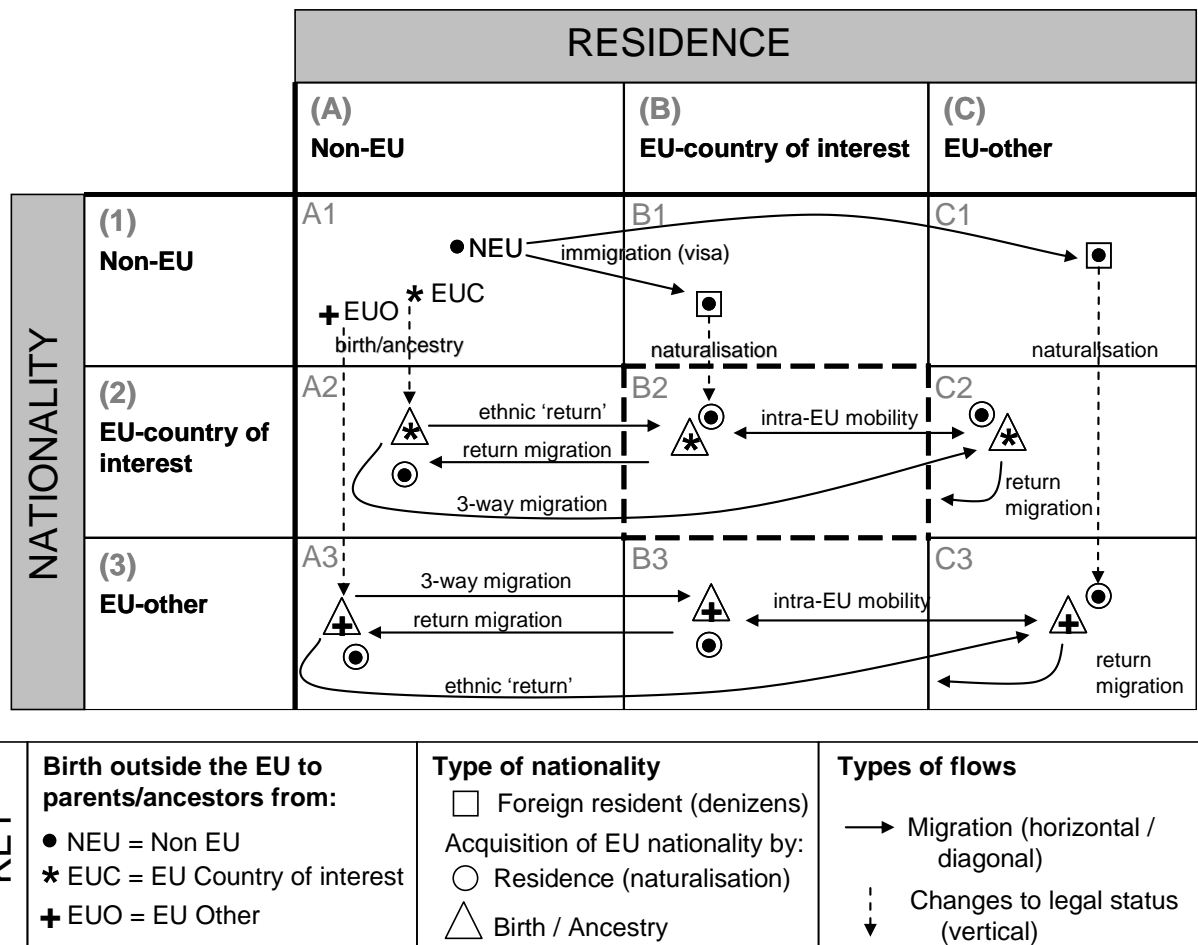 RESIDENCE
(A)
Non-EU
(B)
EU-country of interest
(C)
EU-other
NATIONALITY
(1)
Non-EU
A1
NEU
EUC
EUO
birth/ancestry
B1
immigration (visa)
naturalisation
C1
naturalisation
(2)
EU-country of
interest
A2
ethnic ‘return’
return migration
3-way migration
B2
intra-EU mobility
C2
return
migration
(3)
EU-other
A3
3-way migration
return migration
ethnic ‘return’
B3
intra-EU mobility
C3
return
migration
Birth outside the EU to
parents/ancestors from:
NEU = Non EU
EUC = EU Country of interest
EUO = EU Other
Type of nationality
Foreign resident (denizens)
Acquisition of EU nationality by:
Residence (naturalisation)
Birth / Ancestry
Types of flows
Migration (horizontal /
diagonal)
Changes to legal status
(vertical)